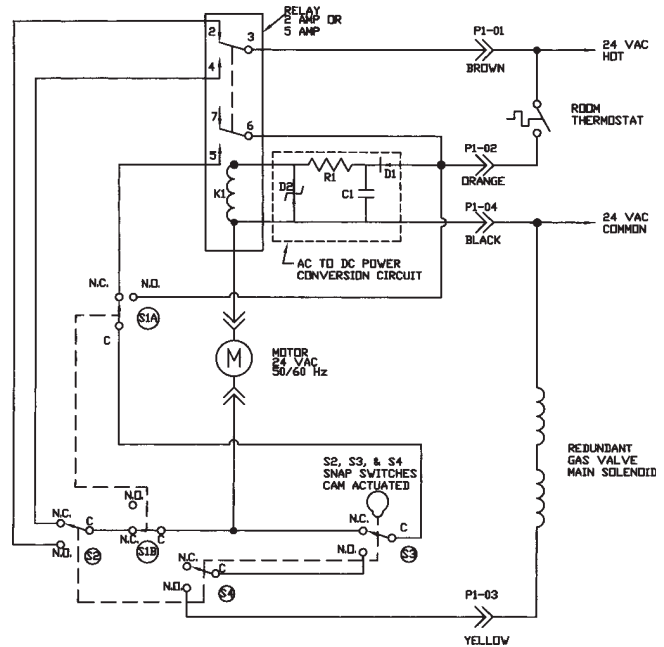 RELAY
2 AMP OR
5 AMP
2
3
P1-01
24 VAC
HOT
4
BROWN
ROOM
THERMOSTAT
7
6
5
P1-02
D2
R1
D1
C1
K1
ORANGE
P1-04
24 VAC
COMMON
BLACK
AC TO DC POWER
CONVERSION CIRCUIT
N.C.
N.O.
S1A
C
M
MOTOR
24 VAC
50/60 Hz
REDUNDANT
GAS VALVE
MAIN SOLENOID
S2, S3, & S4
SNAP SWITCHES
CAM ACTUATED
N.O.
N.C.
C
N.C.
C
N.C.
C
N.O.
S2
S1B
N.O.
S3
N.C.
C
N.O.
S4
P1-03
YELLOW